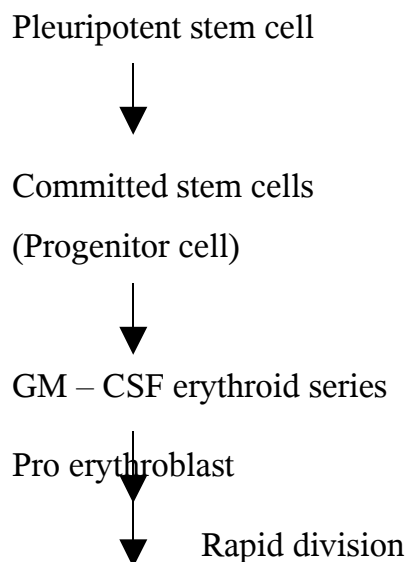 Pleuripotent stem cell
Committed stem cells
(Progenitor cell)
GM – CSF erythroid series
Pro erythroblast
Rapid division